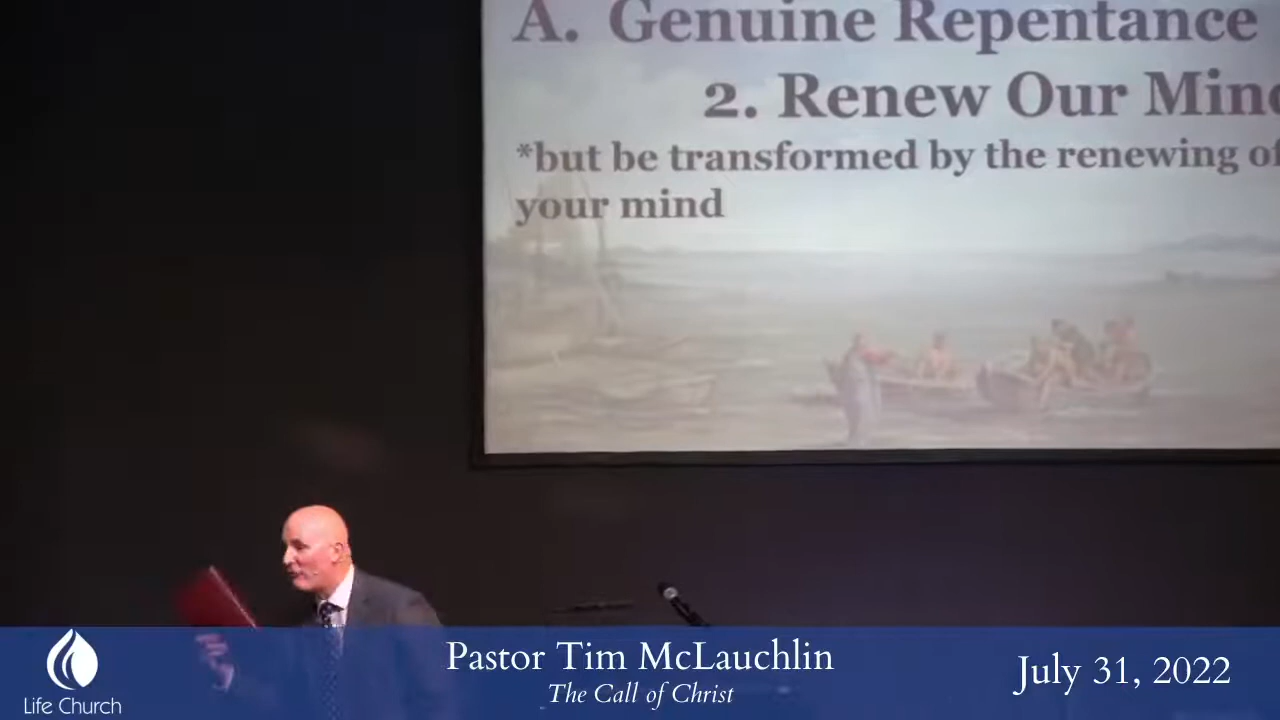 A. Genuine Repentance
2. Renew Our Mind
*but be transformed by the renewing of
your mind
Pastor Tim McLauchlin
The Call of Christ
July 31, 2022
Life Church